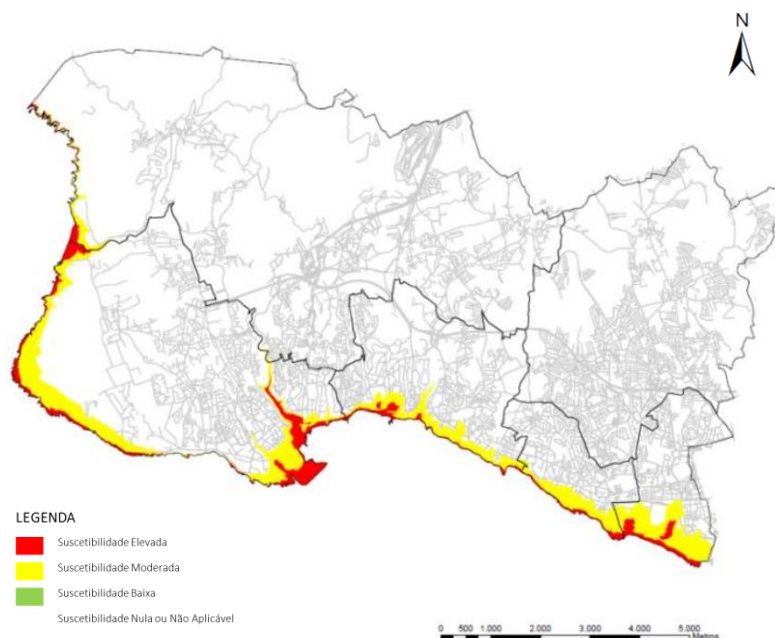 N
LEGENDA
Suscetibilidade Elevada
Suscetibilidade Moderada
Suscetibilidade Baixa
Suscetibilidade Nula ou Não Aplicável
0 500 1.000 2.000 3.000 4.000 5.000
Metros